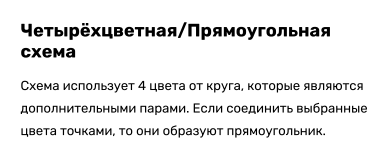 Четырёхцветная/Прямоугольная
схема
Схема использует 4 цвета от круга, которые являются
дополнительными парами. Если соединить выбранные
цвета точками, то они образуют прямоугольник.